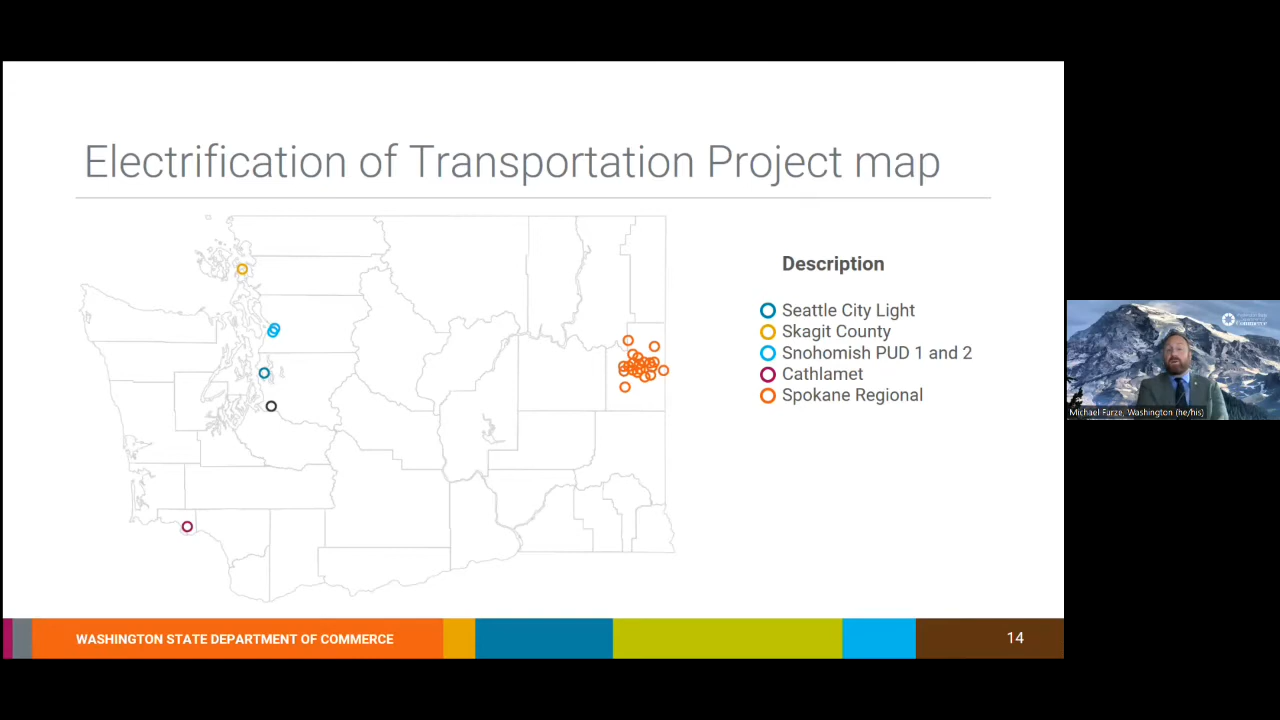 Electrification of Transportation Project map
Description
Seattle City Light
Skagit County
Snohomish PUD 1 and 2
Cathlamet
Spokane Regional
Commerce
Michael Furze, Washington (he/his)
WASHINGTON STATE DEPARTMENT OF COMMERCE
14